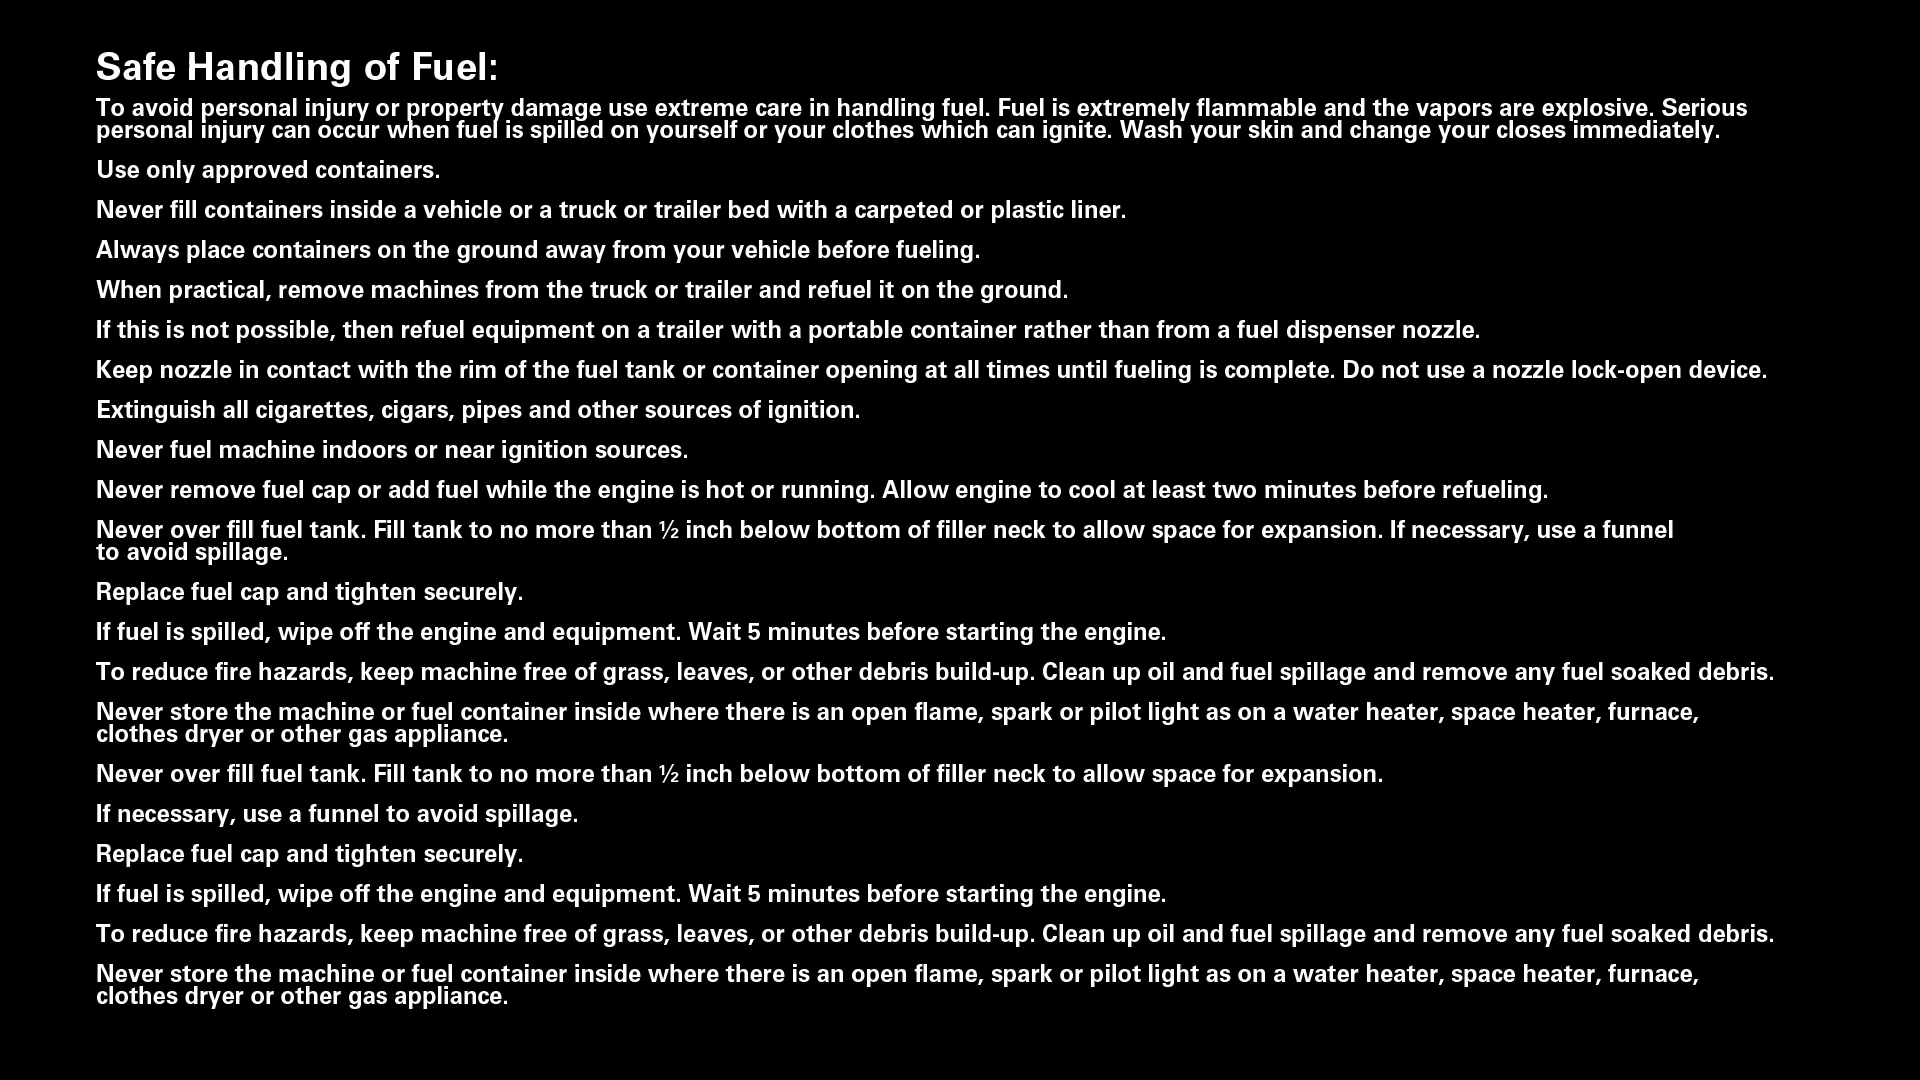 Safe Handling of Fuel:
To avoid personal injury or property damage use extreme care in handling fuel. Fuel is extremely flammable and the vapors are explosive. Serious
personal injury can occur when fuel is spilled on yourself or your clothes which can ignite. Wash your skin and change your closes immediately.
Use only approved containers.
Never fill containers inside a vehicle or a truck or trailer bed with a carpeted or plastic liner.
Always place containers on the ground away from your vehicle before fueling.
When practical, remove machines from the truck or trailer and refuel it on the ground.
If this is not possible, then refuel equipment on a trailer with a portable container rather than from a fuel dispenser nozzle.
Keep nozzle in contact with the rim of the fuel tank or container opening at all times until fueling is complete. Do not use a nozzle lock-open device.
Extinguish all cigarettes, cigars, pipes and other sources of ignition.
Never fuel machine indoors or near ignition sources.
Never remove fuel cap or add fuel while the engine is hot or running. Allow engine to cool at least two minutes before refueling.
Never over fill fuel tank. Fill tank to no more than ½ inch below bottom of filler neck to allow space for expansion. If necessary, use a funnel
to avoid spillage.
Replace fuel cap and tighten securely.
If fuel is spilled, wipe off the engine and equipment. Wait 5 minutes before starting the engine.
To reduce fire hazards, keep machine free of grass, leaves, or other debris build-up. Clean up oil and fuel spillage and remove any fuel soaked debris.
Never store the machine or fuel container inside where there is an open flame, spark or pilot light as on a water heater, space heater, furnace,
clothes dryer or other gas appliance.
Never over fill fuel tank. Fill tank to no more than ½ inch below bottom of filler neck to allow space for expansion.
If necessary, use a funnel to avoid spillage.
Replace fuel cap and tighten securely.
If fuel is spilled, wipe off the engine and equipment. Wait 5 minutes before starting the engine.
To reduce fire hazards, keep machine free of grass, leaves, or other debris build-up. Clean up oil and fuel spillage and remove any fuel soaked debris.
Never store the machine or fuel container inside where there is an open flame, spark or pilot light as on a water heater, space heater, furnace,
clothes dryer or other gas appliance.